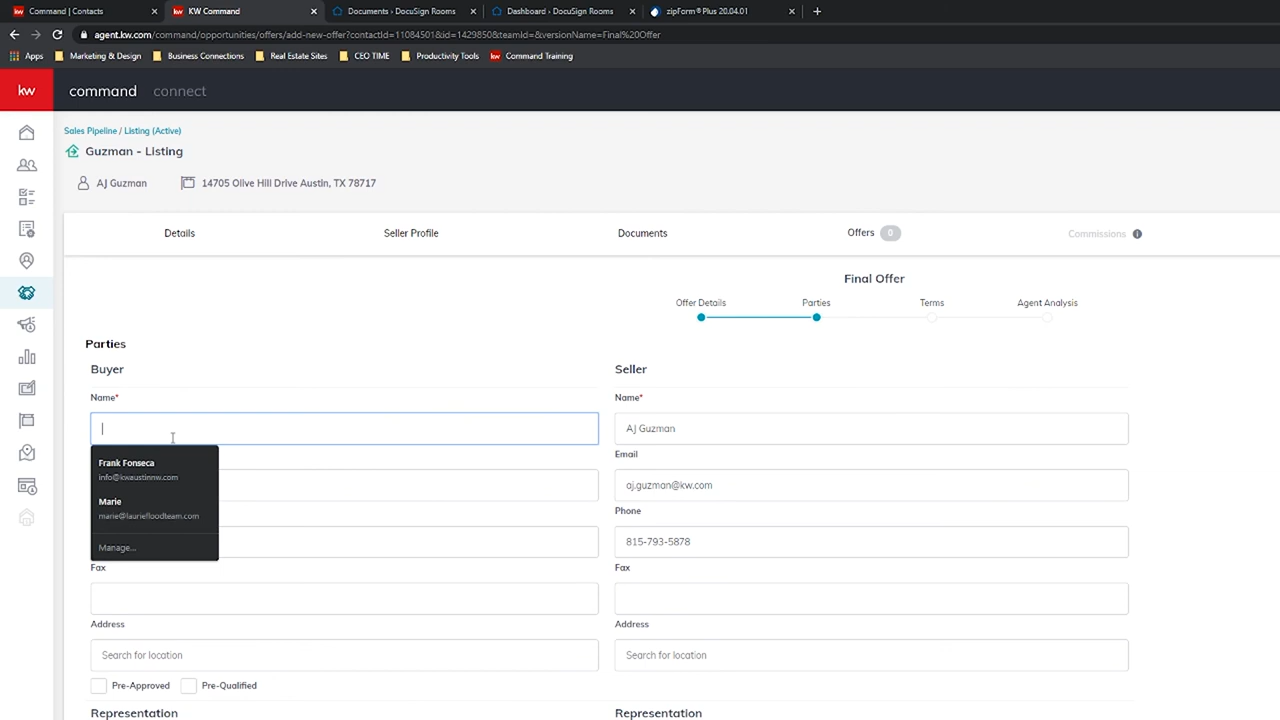 Command | Contacts
KW Command
Documents › DocuSign Rooms
Dashboard › DocuSign Rooms
zipForm® Plus 20.04.01
agent.kw.com/command/opportunities/offers/add-new-offer?contactId=11084501&id=1429850&teamId=&versionName=Final%20Offer
Apps Marketing & Design Business Connections Real Estate Sites CEO TIME Productivity Tools kw Command Training
kw command connect
Sales Pipeline / Listing (Active)
Guzman - Listing
AJ Guzman 14705 Olive Hill Drive Austin, TX 78717
Details Seller Profile Documents Offers 0 Commissions
Final Offer
Offer Details Parties Terms Agent Analysis
Parties
Buyer Seller
Name* Name*
AJ Guzman
Email
Frank Fonseca
info@kwaustinnw.com
aj.guzman@kw.com
Marie
marie@lauriefloodteam.com
Phone
815-793-5878
Manage...
Fax Fax
Address Address
Search for location Search for location
Pre-Approved Pre-Qualified
Representation Representation